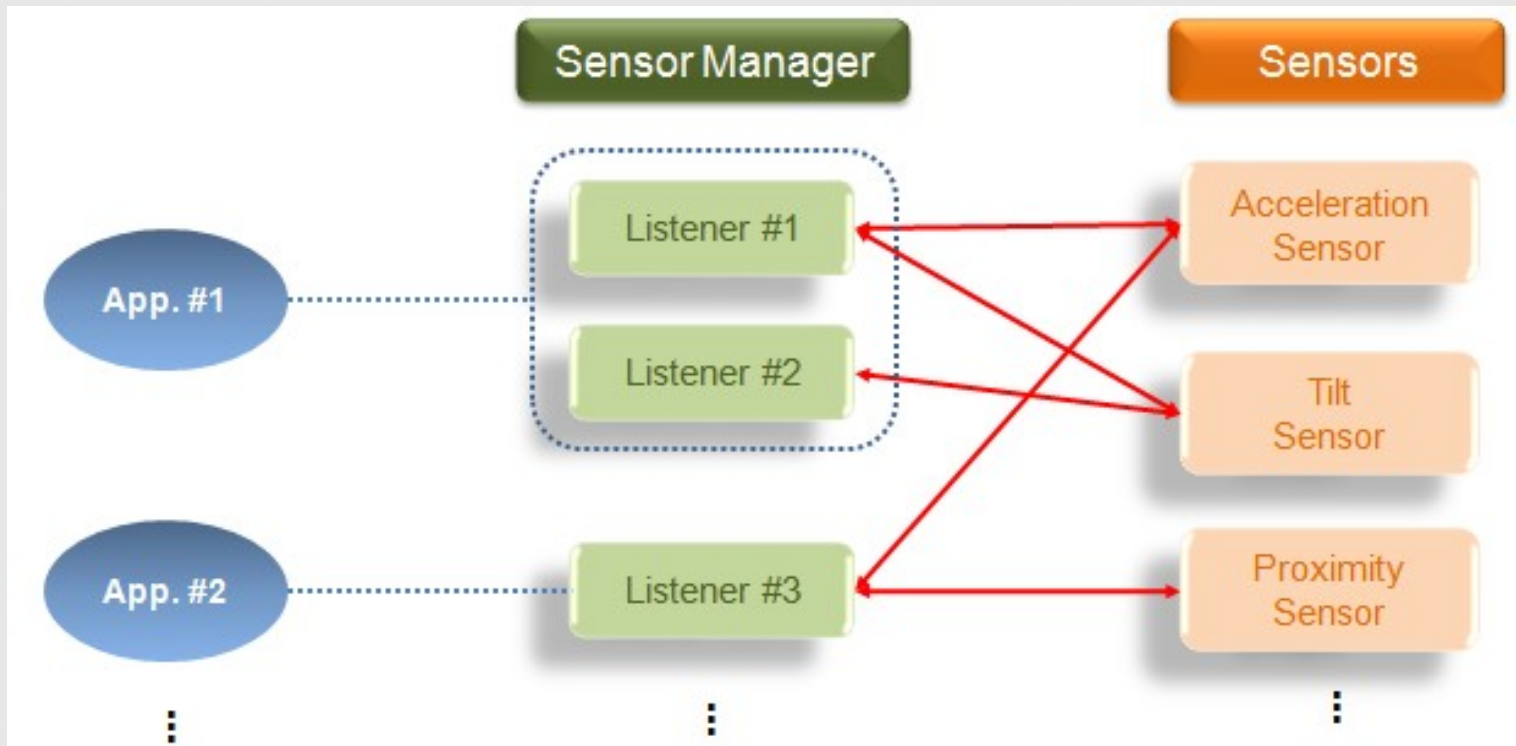 Sensor Manager
Sensors
App. #1
Listener #1
Listener #2
Acceleration
Sensor
Tilt
Sensor
App. #2
Listener #3
Proximity
Sensor